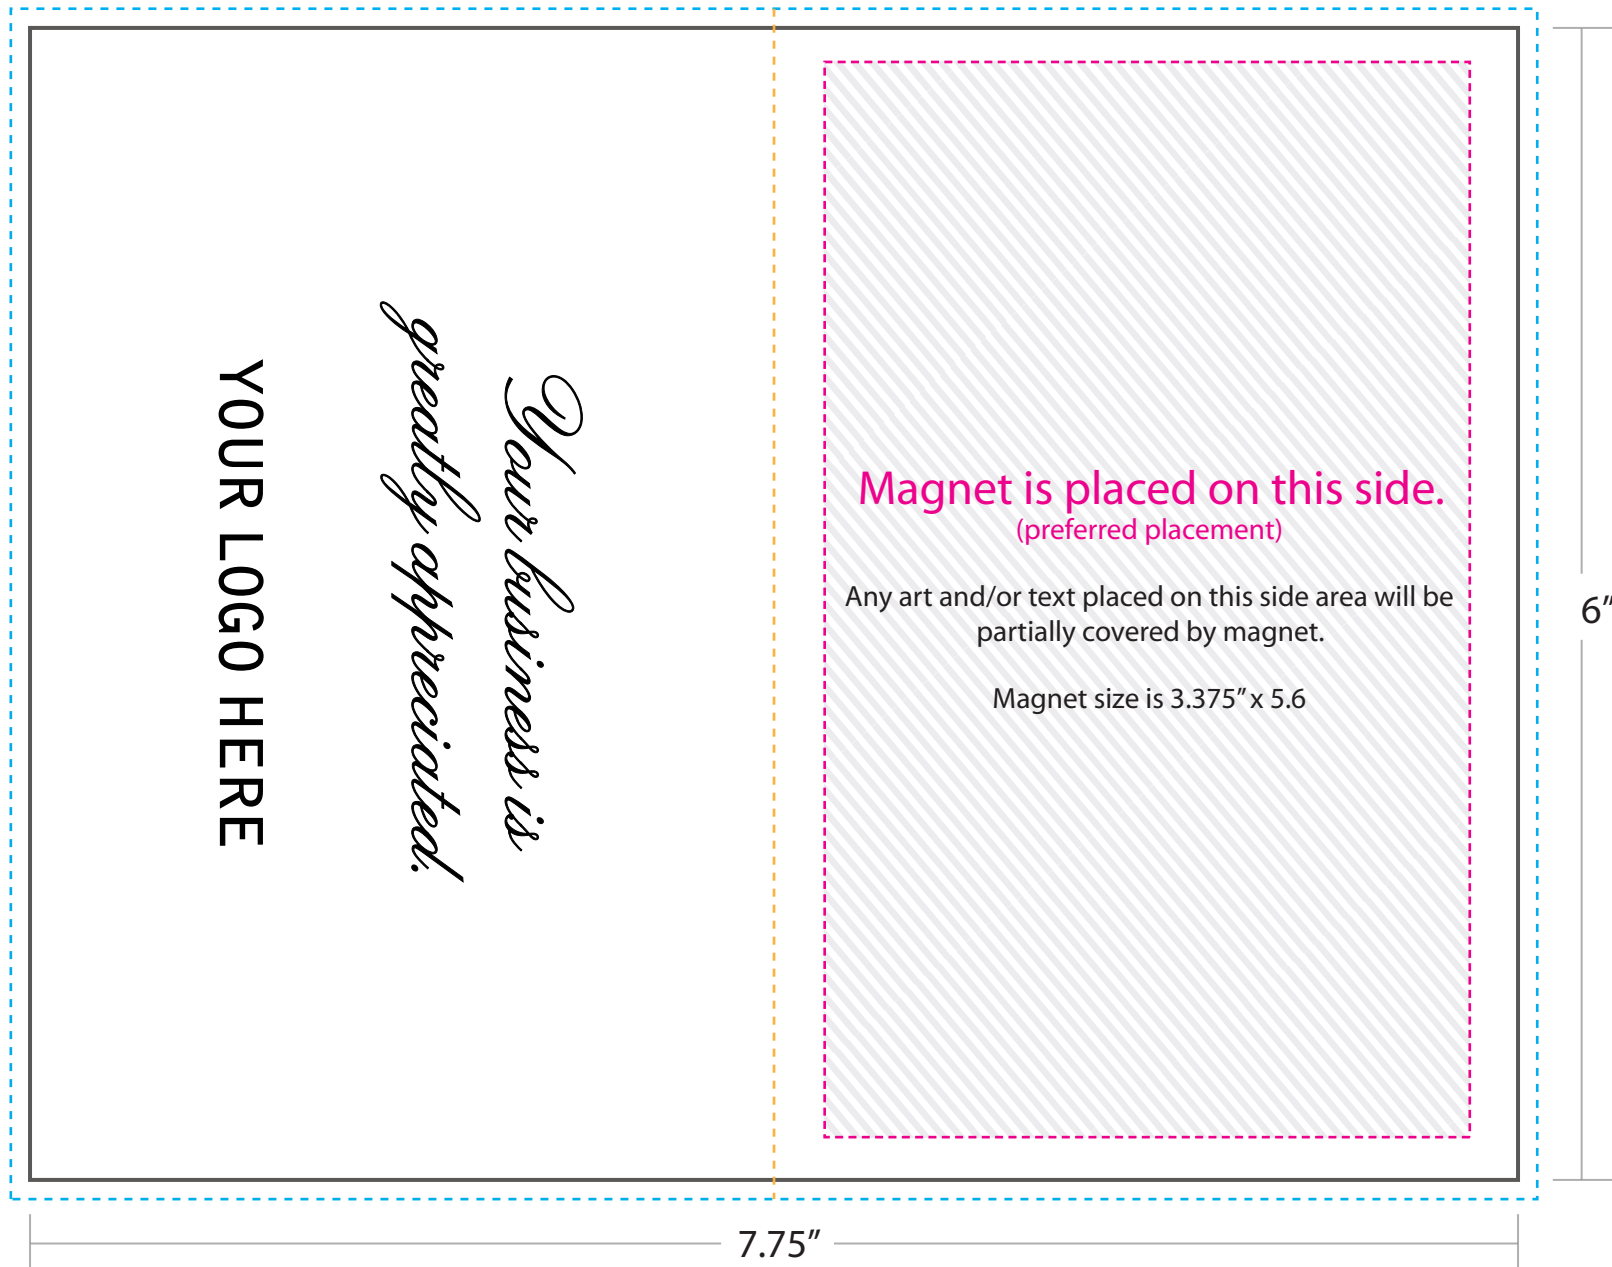 Your business is
greatly appreciated.
YOUR LOGO HERE
Magnet is placed on this side.
(preferred placement)
Any art and/or text placed on this side area will be
partially covered by magnet.
Magnet size is 3.375” x 5.6
6”
7.75”